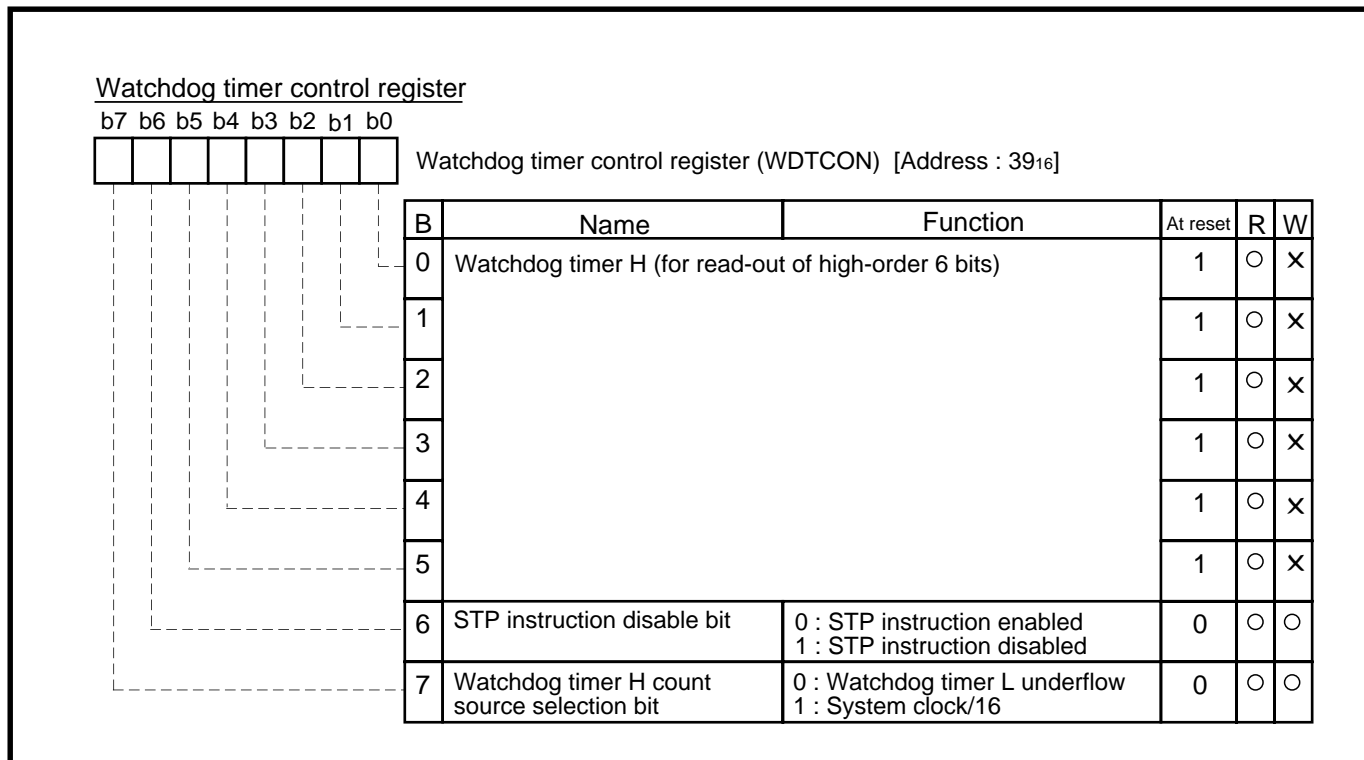 Watchdog timer control register
b7 b6 b5 b4 b3 b2 b1 b0
Watchdog timer control register (WDTCON) [Address : 39₁₆]
B Name Function At reset R W
0 Watchdog timer H (for read-out of high-order 6 bits) 1 ○ ×
1 1 ○ ×
2 1 ○ ×
3 1 ○ ×
4 1 ○ ×
5 1 ○ ×
6 STP instruction disable bit 0 : STP instruction enabled 0 ○ ○
1 : STP instruction disabled
7 Watchdog timer H count 0 : Watchdog timer L underflow 0 ○ ○
source selection bit 1 : System clock/16